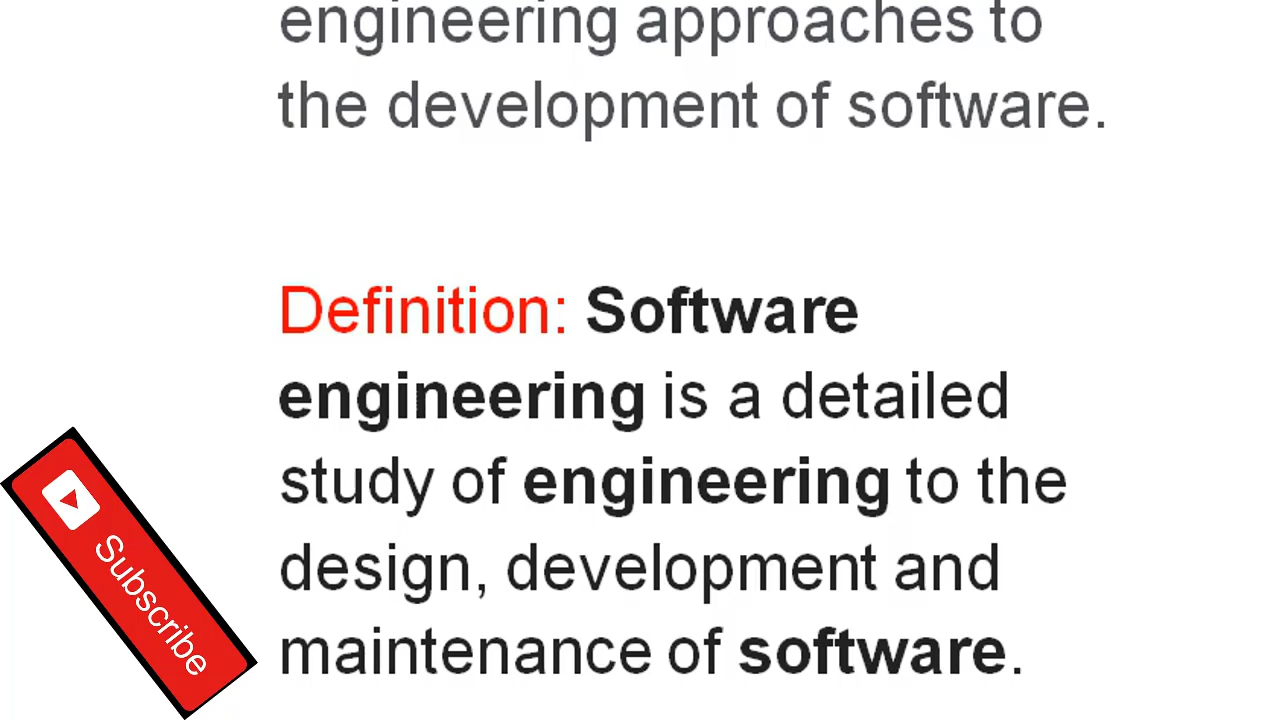 engineering approaches to
the development of software.
Definition: Software
engineering is a detailed
study of engineering to the
design, development and
maintenance of software.
Subscribe